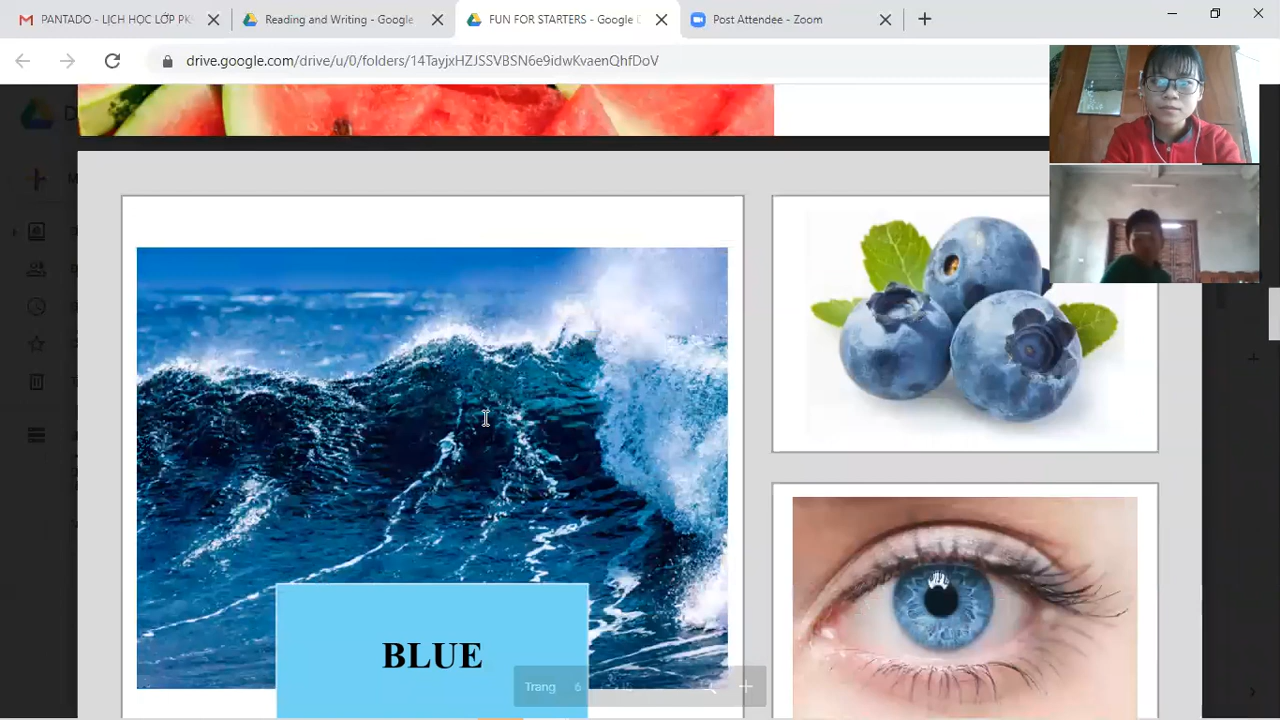 PANTADO - LỊCH HỌC LỚP PKS
Reading and Writing - Google
FUN FOR STARTERS - Google D
Post Attendee - Zoom
drive.google.com/drive/u/0/folders/14TayjxHZJSSVBSN6e9idwKvaenQhfDoV
BLUE
Trang 6